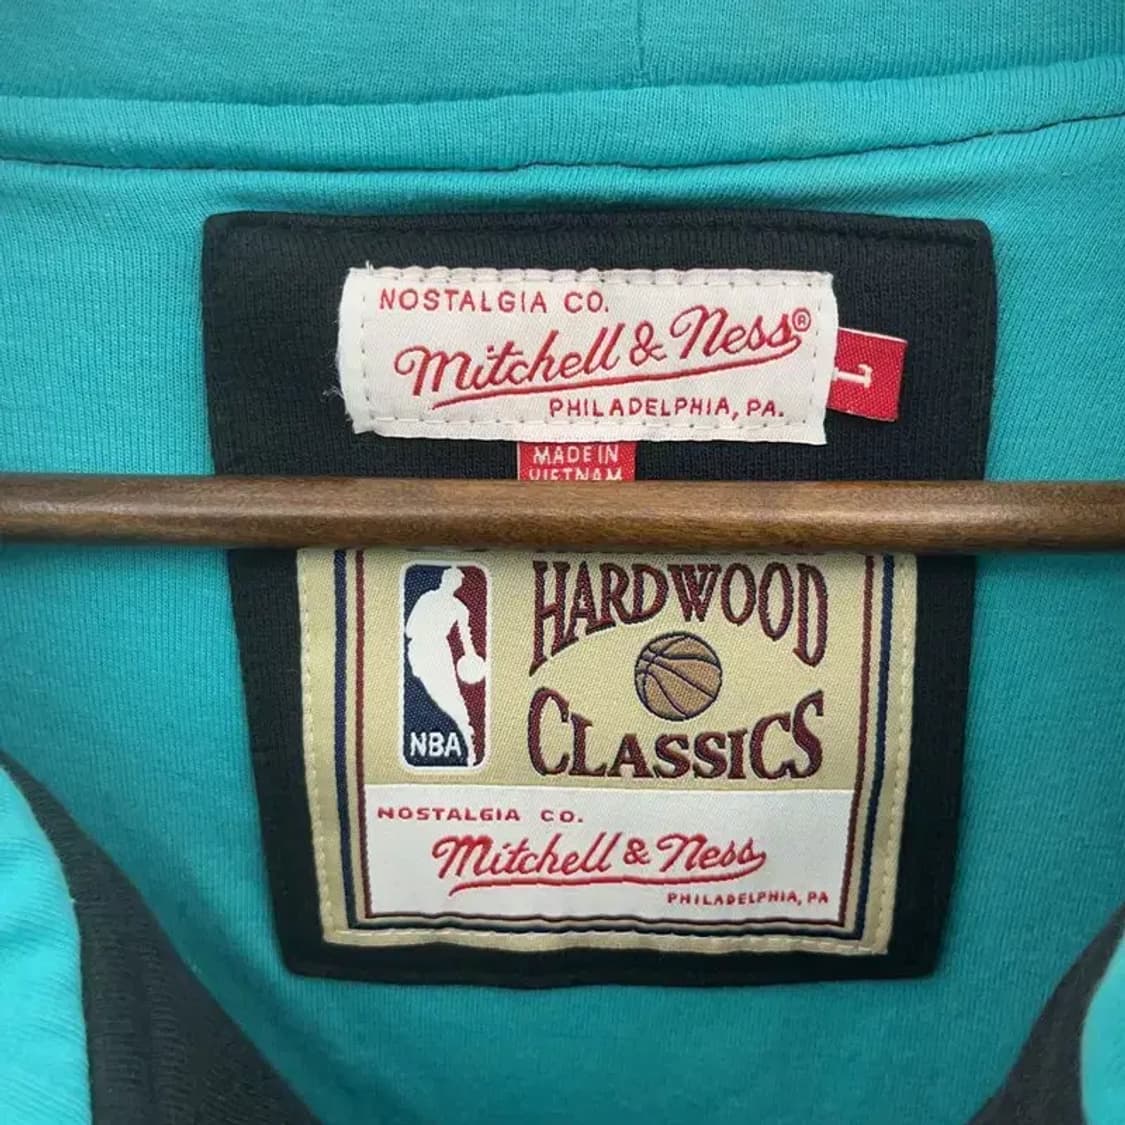 NOSTALGIA CO.
Mitchell & Ness®
PHILADELPHIA, PA.
L
MADE IN
VIETNAM
HARDWOOD
CLASSICS
NBA
NOSTALGIA CO.
Mitchell & Ness
PHILADELPHIA, PA